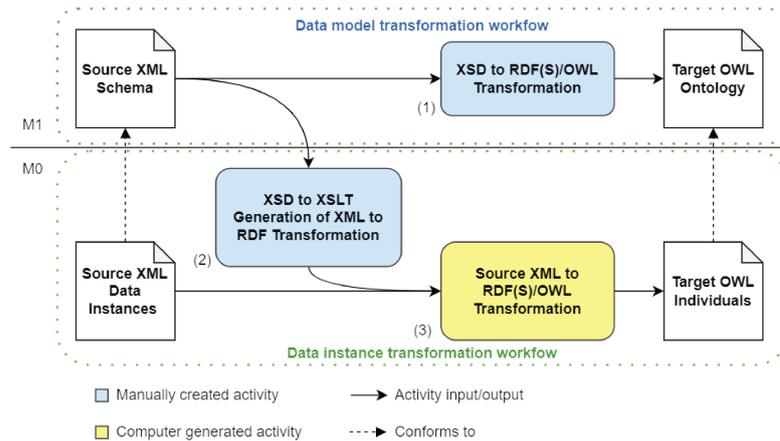 Data model transformation workfow
Source XML
Schema
XSD to RDF(S)/OWL
Transformation
(1)
Target OWL
Ontology
M1
M0
XSD to XSLT
Generation of XML to
RDF Transformation
(2)
Source XML
Data
Instances
Source XML to
RDF(S)/OWL
Transformation
(3)
Target OWL
Individuals
Data instance transformation workfow
Manually created activity
Activity input/output
Computer generated activity
Conforms to